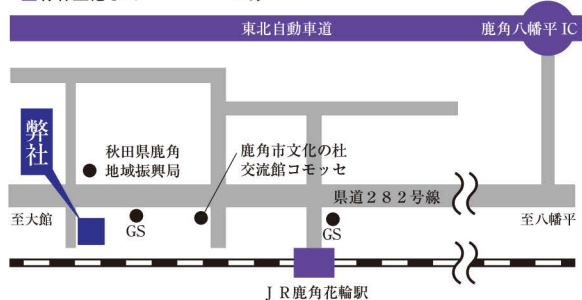 東北自動車道
鹿角八幡平 IC
弊社
秋田県鹿角
地域振興局
鹿角市文化の杜
交流館コモッセ
県道282号線
至大館
GS
GS
至八幡平
JR鹿角花輪駅